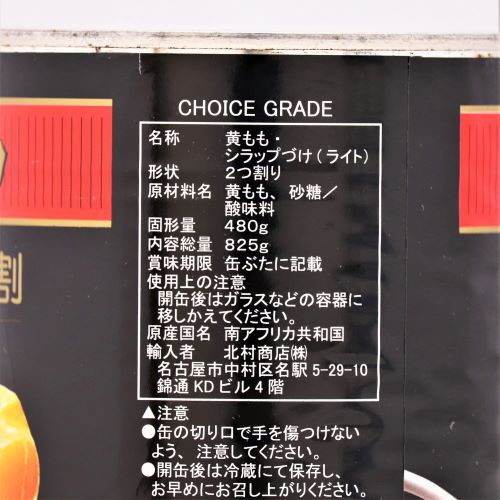 CHOICE GRADE
名称 黄もも・
シラップづけ(ライト)
形状 2つ割り
原材料名 黄もも、砂糖／
酸味料
固形量 480g
内容総量 825g
賞味期限 缶ぶたに記載
使用上の注意
開缶後はガラスなどの容器に
移しかえてください。
原産国名 南アフリカ共和国
輸入者 北村商店㈱
名古屋市中村区名駅5-29-10
錦通KDビル4階
▲注意
●缶の切り口で手を傷つけない
よう、注意してください。
●開缶後は冷蔵にて保存し、
お早めにお召し上がりください。
割